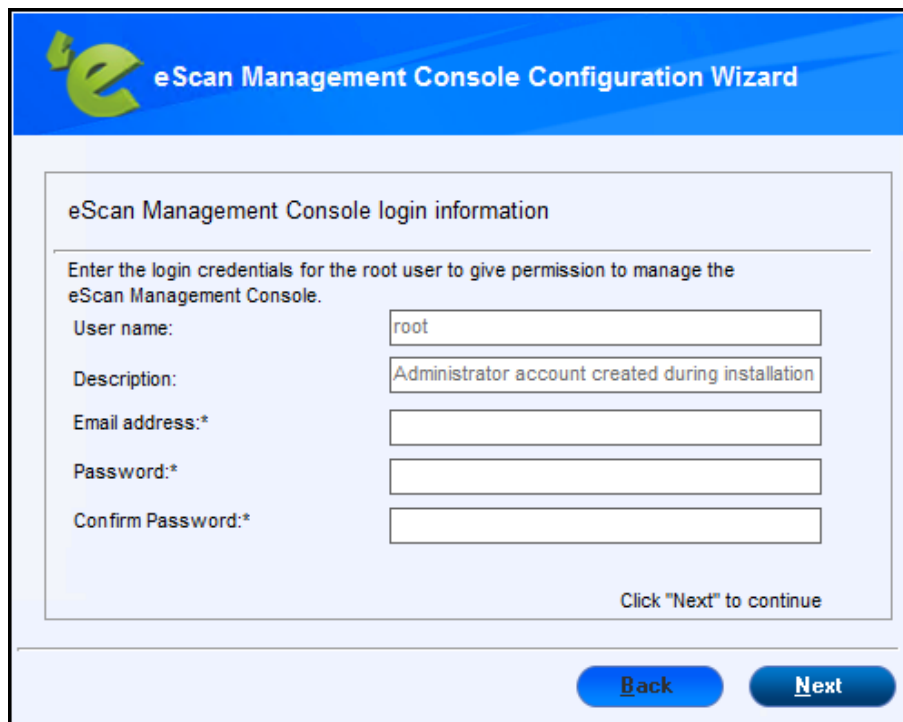 eScan Management Console Configuration Wizard
eScan Management Console login information
Enter the login credentials for the root user to give permission to manage the
eScan Management Console.
User name:
root
Description:
Administrator account created during installation
Email address:*
Password:*
Confirm Password:*
Click "Next" to continue
Back
Next